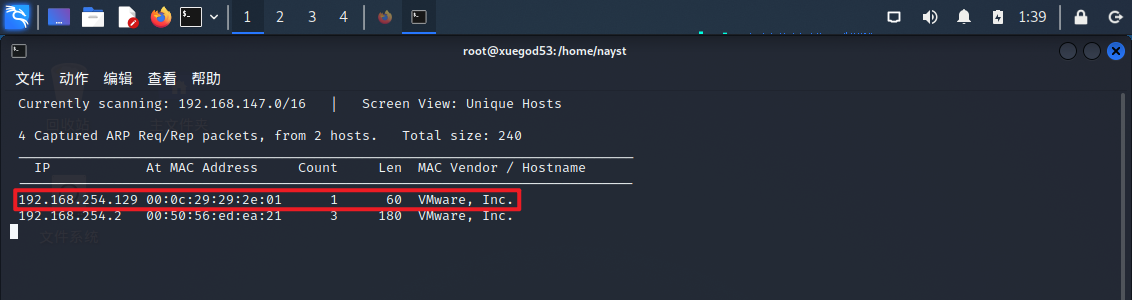 1 2 3 4 1:39
root@xuegod53:/home/nayst
文件 动作 编辑 查看 帮助
Currently scanning: 192.168.147.0/16 | Screen View: Unique Hosts
4 Captured ARP Req/Rep packets, from 2 hosts. Total size: 240
IP At MAC Address Count Len MAC Vendor / Hostname
192.168.254.129 00:0c:29:29:2e:01 1 60 VMware, Inc.
192.168.254.2 00:50:56:ed:ea:21 3 180 VMware, Inc.
文件系统